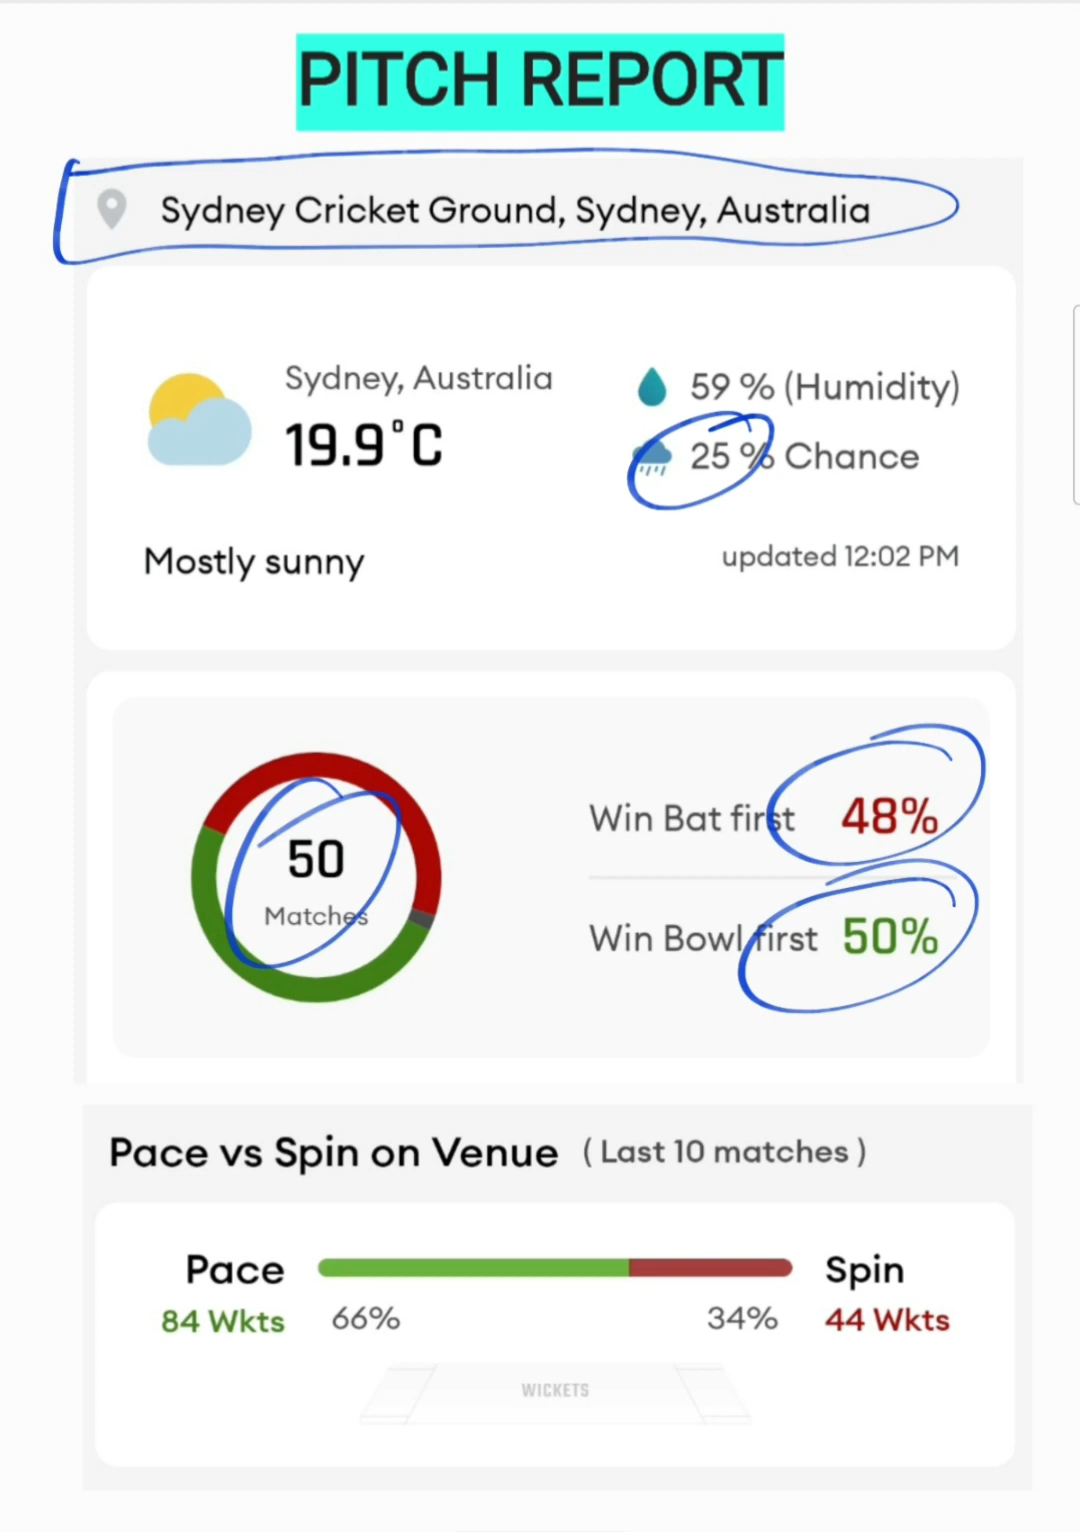 PITCH REPORT
Sydney Cricket Ground, Sydney, Australia
Sydney, Australia
19.9°C
59 % (Humidity)
25 % Chance
Mostly sunny
updated 12:02 PM
50
Matches
Win Bat first 48%
Win Bowl first 50%
Pace vs Spin on Venue ( Last 10 matches )
Pace
Spin
84 Wkts 66% 34% 44 Wkts
WICKETS